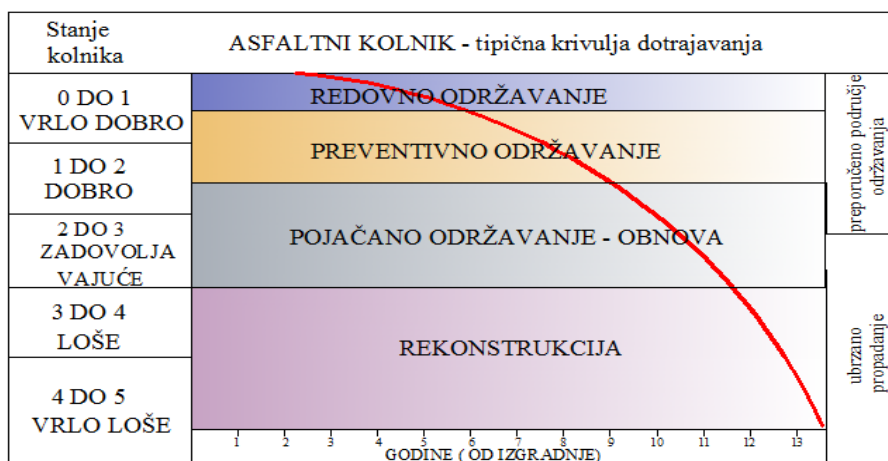 Stanje
kolnika
ASFALTNI KOLNIK - tipična krivulja dotrajavanja
0 DO 1
VRLO DOBRO
1 DO 2
DOBRO
2 DO 3
ZADOVOLJA
VAJUĆE
3 DO 4
LOŠE
4 DO 5
VRLO LOŠE
REDOVNO ODRŽAVANJE
PREVENTIVNO ODRŽAVANJE
POJAČANO ODRŽAVANJE - OBNOVA
REKONSTRUKCIJA
preporučeno područje
održavanja
ubrzano
propadanje
1 2 3 4 5 6 7 8 9 10 11 12 13
GODINE ( OD IZGRADNJE)